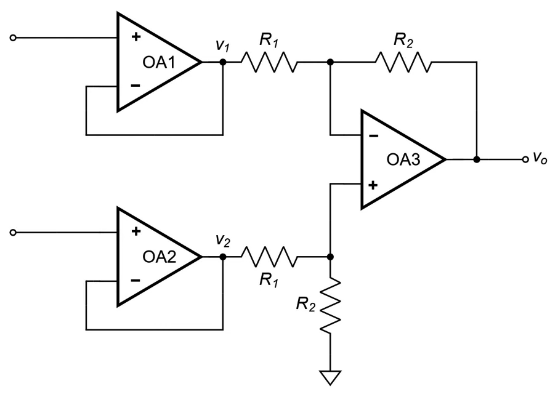 +
OA1
−
v1
R1
R2
−
OA3
+
vo
+
OA2
−
v2
R1
R2